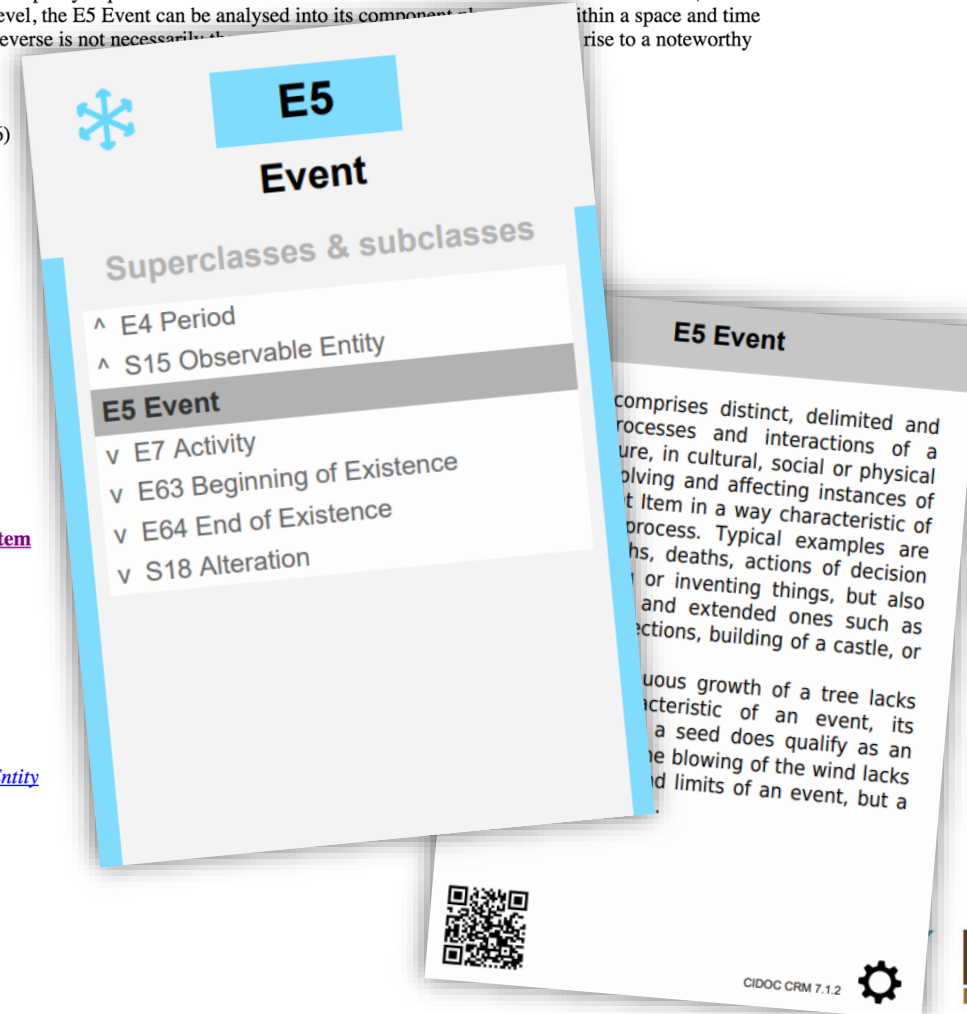 evel, the E5 Event can be analysed into its component
ithin a space and time
everse is not necessarily
rise to a noteworthy
6)
E5
Event
Superclasses & subclasses
^ E4 Period
^ S15 Observable Entity
E5 Event
v E7 Activity
v E63 Beginning of Existence
v E64 End of Existence
v S18 Alteration
tem
Entity
E5 Event
comprises distinct, delimited and
rocesses and interactions of a
ure, in cultural, social or physical
olving and affecting instances of
t Item in a way characteristic of
process. Typical examples are
hs, deaths, actions of decision
or inventing things, but also
and extended ones such as
ections, building of a castle, or
uous growth of a tree lacks
acteristic of an event, its
a seed does qualify as an
he blowing of the wind lacks
d limits of an event, but a
.
CIDOC CRM 7.1.2